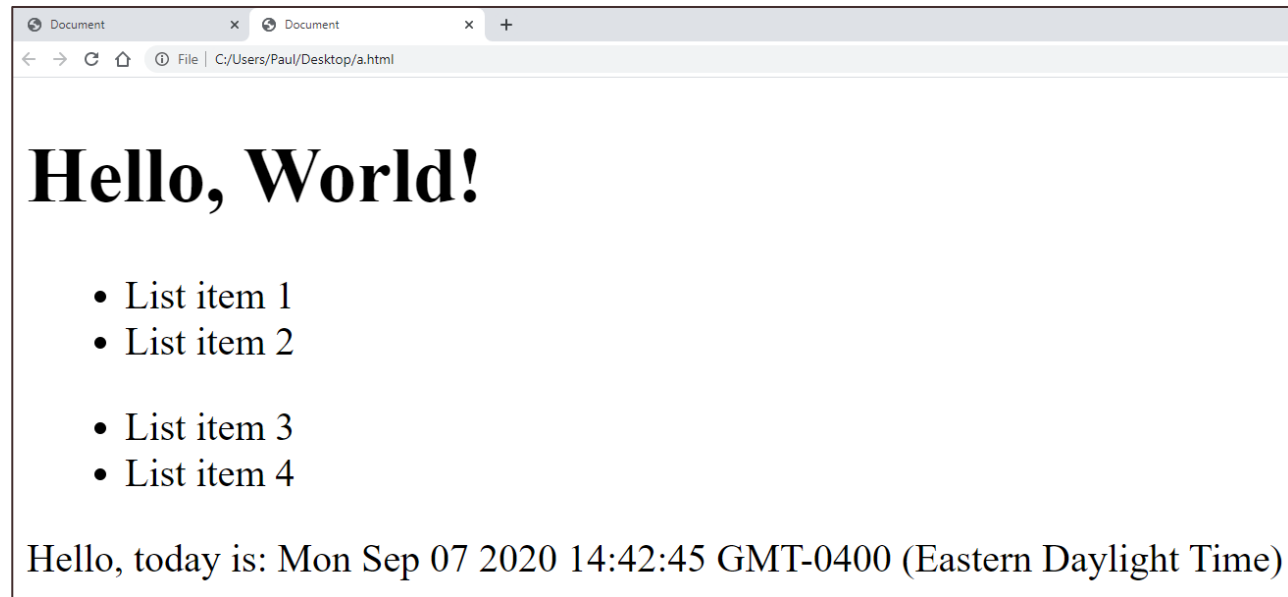 Document Document
File C:/Users/Paul/Desktop/a.html
Hello, World!
• List item 1
• List item 2
• List item 3
• List item 4
Hello, today is: Mon Sep 07 2020 14:42:45 GMT-0400 (Eastern Daylight Time)